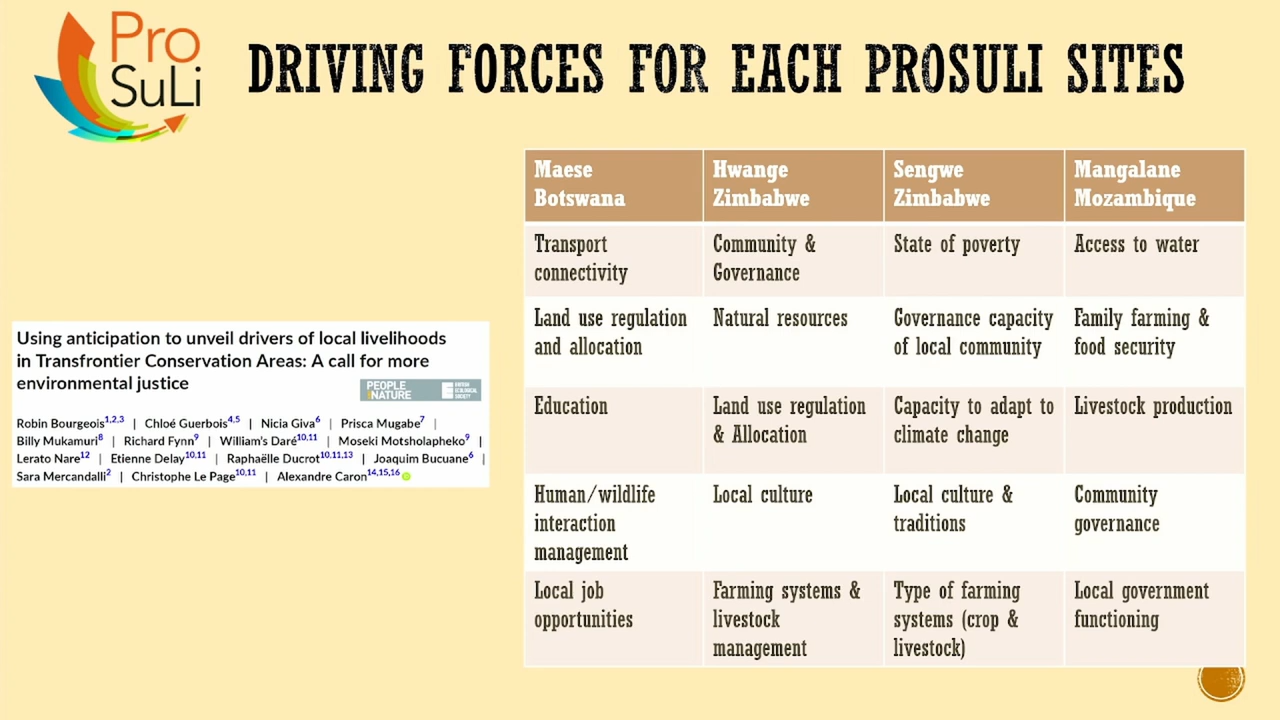 Pro
SuLi
DRIVING FORCES FOR EACH PROSULI SITES
Using anticipation to unveil drivers of local livelihoods
in Transfrontier Conservation Areas: A call for more
environmental justice
PEOPLE
NATURE
BRITISH
ECOLOGICAL
SOCIETY
Robin Bourgeois1,2,3 | Chloé Guerbois4,5 | Nicia Giva6 | Prisca Mugabe7 |
Billy Mukamuri8 | Richard Fynn9 | William's Daré10,11 | Moseki Motsholapheko9 |
Lerato Nare12 | Etienne Delay10,11 | Raphaëlle Ducrot10,11,13 | Joaquim Bucuane6 |
Sara Mercandalli2 | Christophe Le Page10,11 | Alexandre Caron14,15,16
Maese
Botswana
Hwange
Zimbabwe
Sengwe
Zimbabwe
Mangalane
Mozambique
Transport
connectivity
Community &
Governance
State of poverty
Access to water
Land use regulation
and allocation
Natural resources
Governance capacity
of local community
Family farming &
food security
Education
Land use regulation
& Allocation
Capacity to adapt to
climate change
Livestock production
Human/wildlife
interaction
management
Local culture
Local culture &
traditions
Community
governance
Local job
opportunities
Farming systems &
livestock
management
Type of farming
systems (crop &
livestock)
Local government
functioning